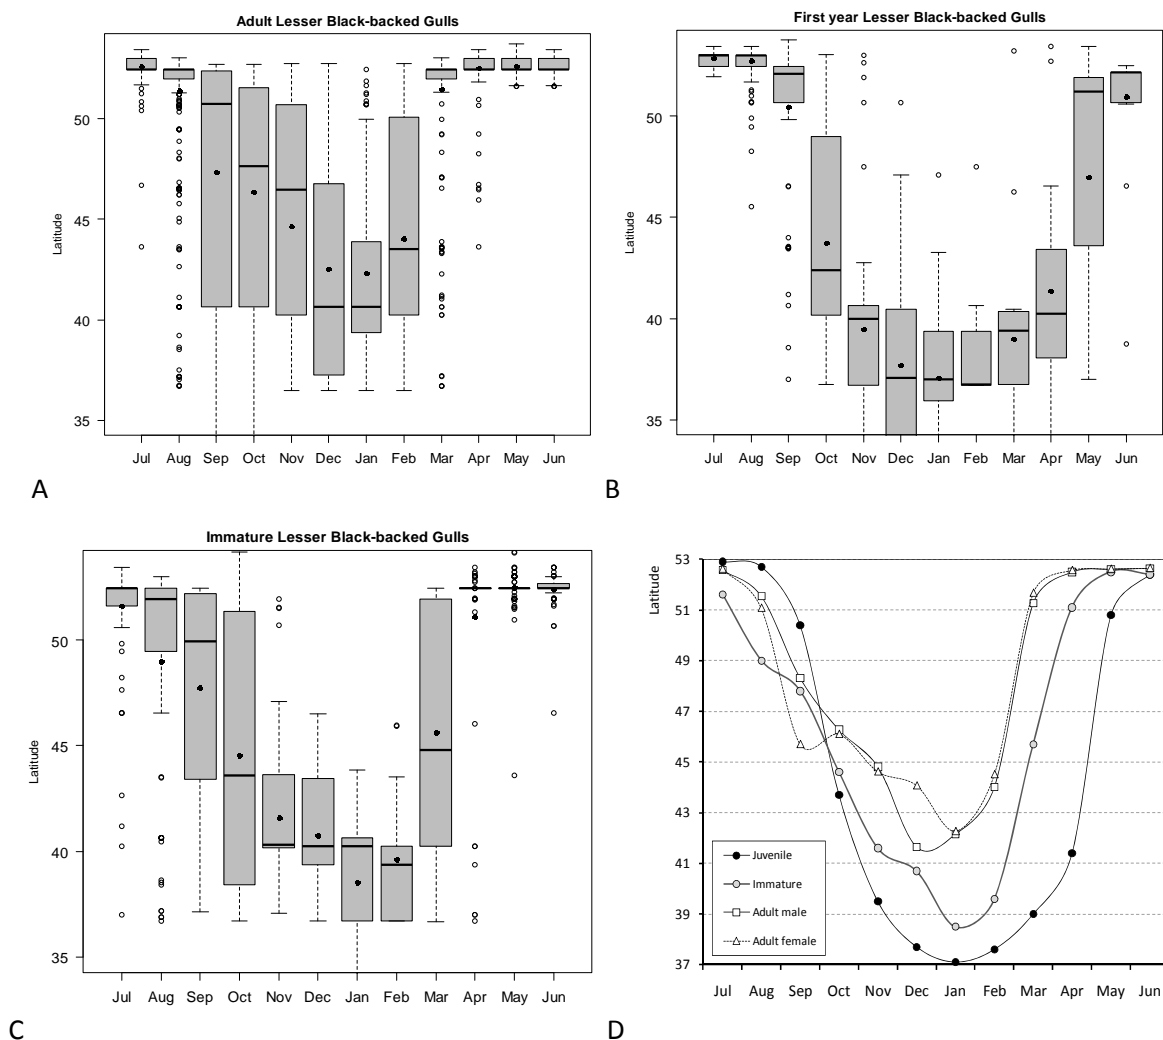 Adult Lesser Black-backed Gulls
Latitude
50
45
40
35
Jul Aug Sep Oct Nov Dec Jan Feb Mar Apr May Jun
A
First year Lesser Black-backed Gulls
Latitude
50
45
40
35
Jul Aug Sep Oct Nov Dec Jan Feb Mar Apr May Jun
B
Immature Lesser Black-backed Gulls
Latitude
50
45
40
35
Jul Aug Sep Oct Nov Dec Jan Feb Mar Apr May Jun
C
Latitude
53
51
49
47
45
43
41
39
37
Juvenile
Immature
Adult male
Adult female
Jul Aug Sep Oct Nov Dec Jan Feb Mar Apr May Jun
D